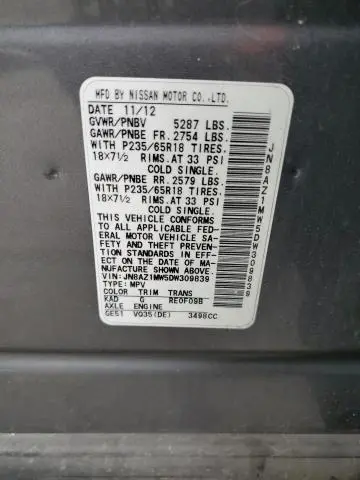 MFD BY NISSAN MOTOR CO.,LTD.
DATE 11/12
GVWR/PNBV 5287 LBS.
GAWR/PNBE FR. 2754 LBS.
WITH P235/65R18 TIRES
18×7½ RIMS.AT 33 PSI
COLD SINGLE.
GAWR/PNBE RR. 2579 LBS.
WITH P235/65R18 TIRES
18×7½ RIMS.AT 33 PSI
COLD SINGLE.
THIS VEHICLE CONFORMS
TO ALL APPLICABLE FED-
ERAL MOTOR VEHICLE SA-
FETY AND THEFT PREVEN-
TION STANDARDS IN EFF-
ECT ON THE DATE OF MA-
NUFACTURE SHOWN ABOVE.
VIN: JN8AZ1MW5DW309839
TYPE: MPV
COLOR TRIM TRANS
KAD G RE0F09B
AXLE ENGINE
GE51 VQ35(DE) 3498CC
JN8AZ1MW5DW309839